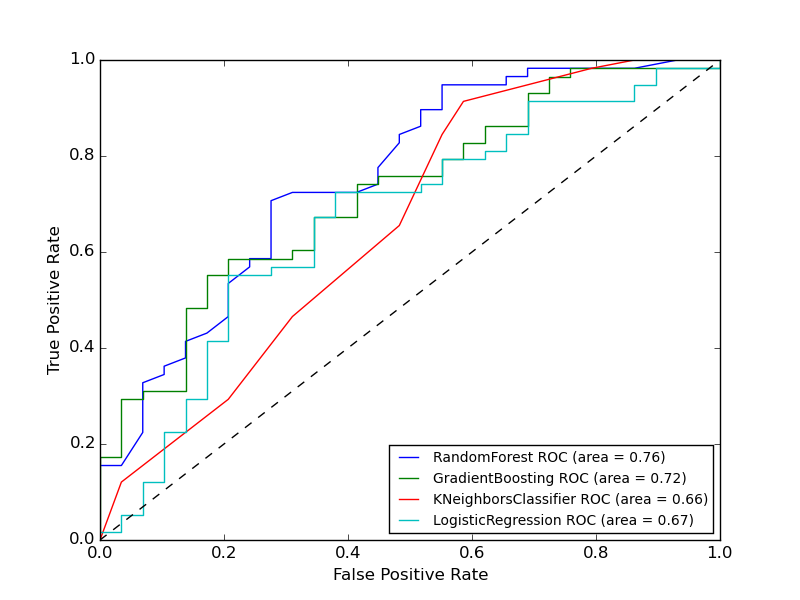 1.0
0.8
0.6
0.4
0.2
0.0
True Positive Rate
0.0 0.2 0.4 0.6 0.8 1.0
False Positive Rate
RandomForest ROC (area = 0.76)
GradientBoosting ROC (area = 0.72)
KNeighborsClassifier ROC (area = 0.66)
LogisticRegression ROC (area = 0.67)